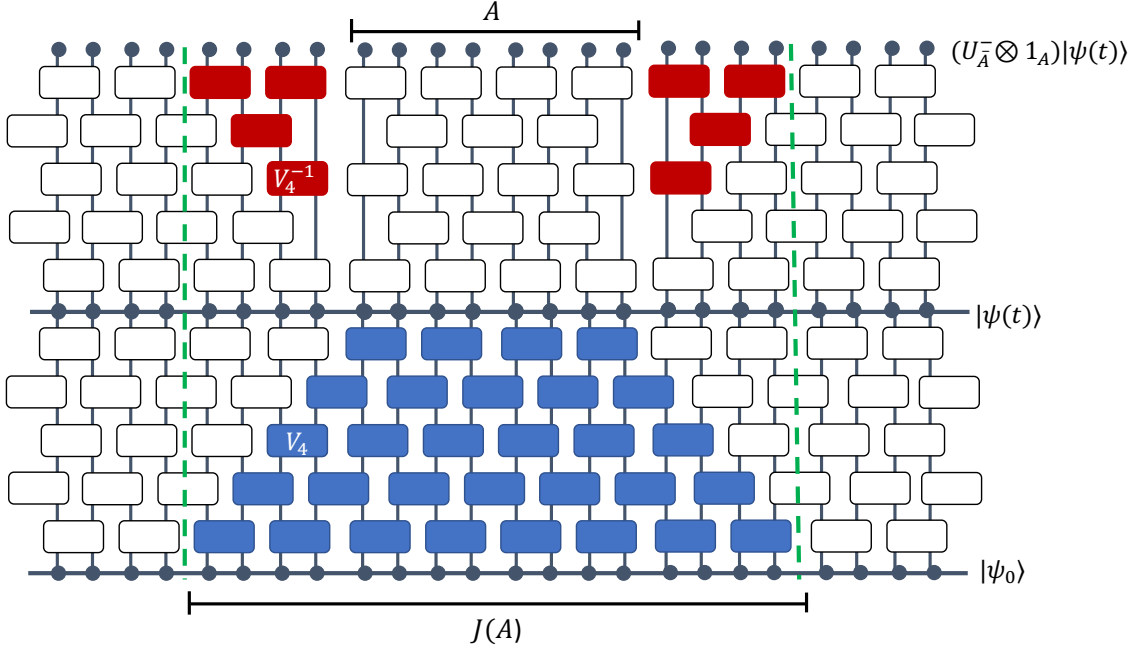 A
(U_Ā^- ⊗ 1_A)|ψ(t)⟩
V_4^{-1}
|ψ(t)⟩
V_4
|ψ_0⟩
J(A)